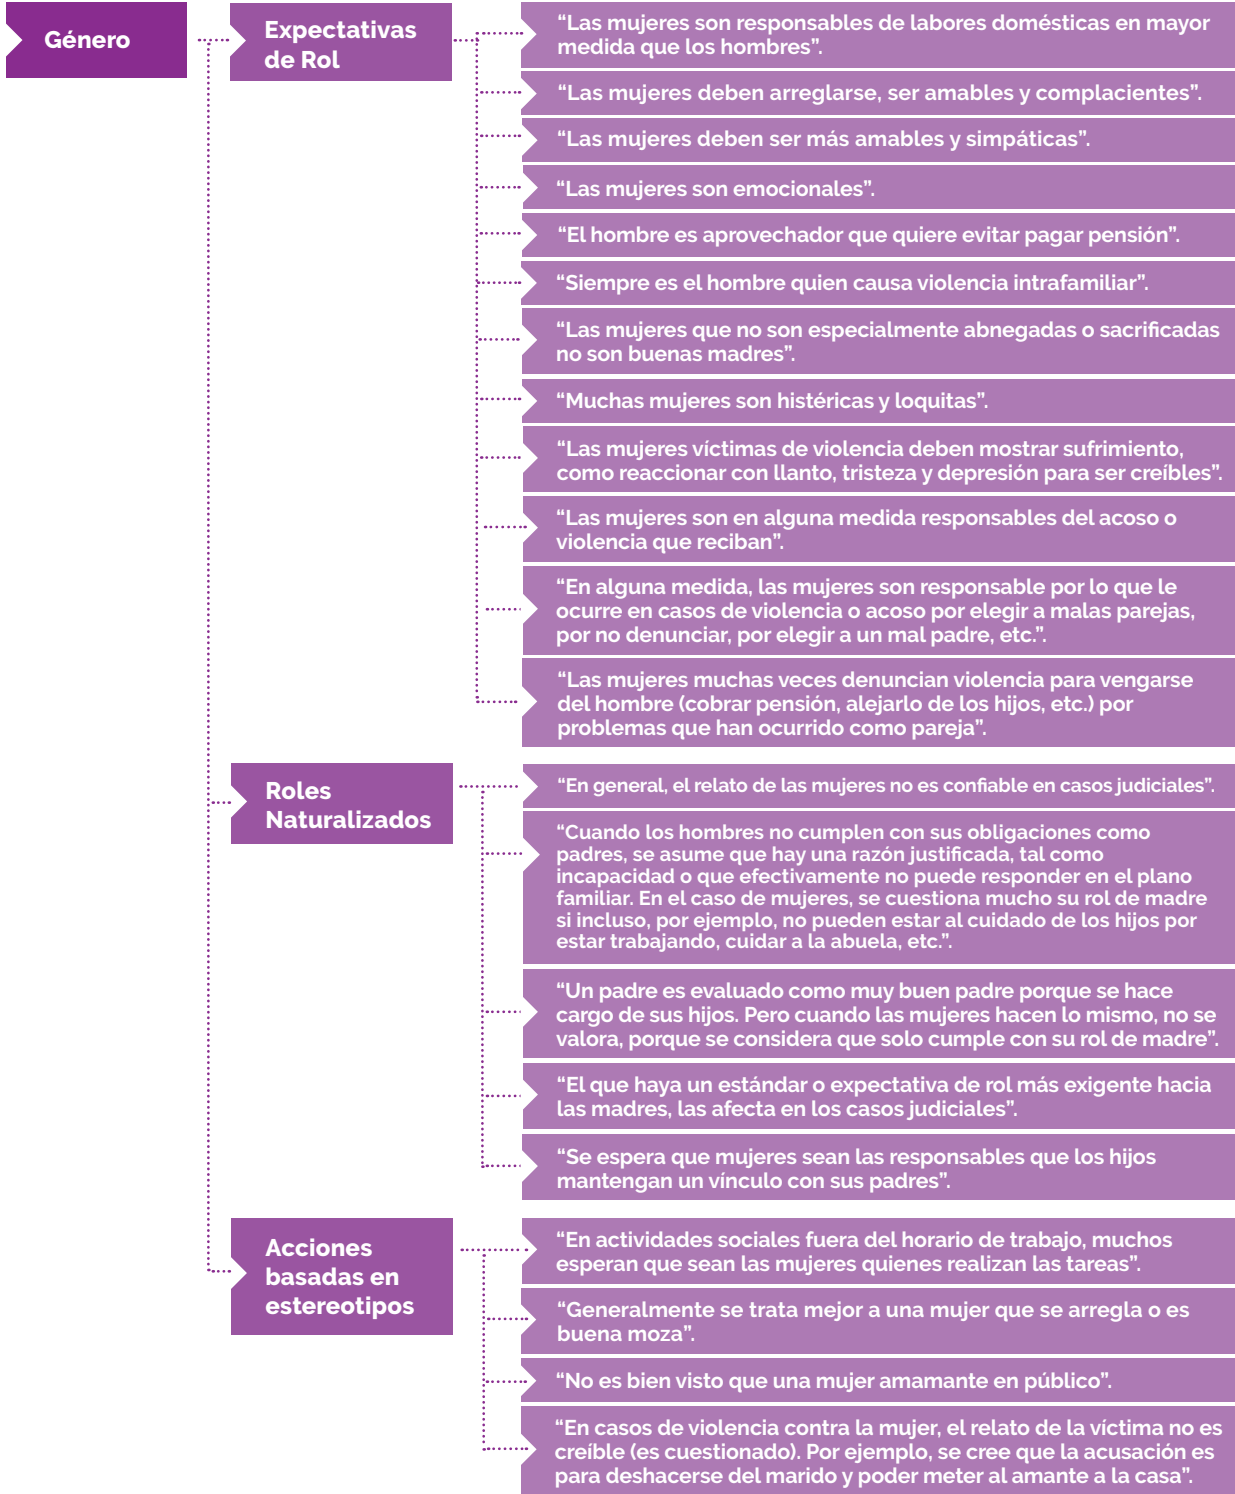 Género
Expectativas
de Rol
“Las mujeres son responsables de labores domésticas en mayor
medida que los hombres”.
“Las mujeres deben arreglarse, ser amables y complacientes”.
“Las mujeres deben ser más amables y simpáticas”.
“Las mujeres son emocionales”.
“El hombre es aprovechador que quiere evitar pagar pensión”.
“Siempre es el hombre quien causa violencia intrafamiliar”.
“Las mujeres que no son especialmente abnegadas o sacrificadas
no son buenas madres”.
“Muchas mujeres son histéricas y loquitas”.
“Las mujeres víctimas de violencia deben mostrar sufrimiento,
como reaccionar con llanto, tristeza y depresión para ser creíbles”.
“Las mujeres son en alguna medida responsables del acoso o
violencia que reciban”.
“En alguna medida, las mujeres son responsable por lo que le
ocurre en casos de violencia o acoso por elegir a malas parejas,
por no denunciar, por elegir a un mal padre, etc.”.
“Las mujeres muchas veces denuncian violencia para vengarse
del hombre (cobrar pensión, alejarlo de los hijos, etc.) por
problemas que han ocurrido como pareja”.
Roles
Naturalizados
“En general, el relato de las mujeres no es confiable en casos judiciales”.
“Cuando los hombres no cumplen con sus obligaciones como
padres, se asume que hay una razón justificada, tal como
incapacidad o que efectivamente no puede responder en el plano
familiar. En el caso de mujeres, se cuestiona mucho su rol de madre
si incluso, por ejemplo, no pueden estar al cuidado de los hijos por
estar trabajando, cuidar a la abuela, etc.”.
“Un padre es evaluado como muy buen padre porque se hace
cargo de sus hijos. Pero cuando las mujeres hacen lo mismo, no se
valora, porque se considera que solo cumple con su rol de madre”.
“El que haya un estándar o expectativa de rol más exigente hacia
las madres, las afecta en los casos judiciales”.
“Se espera que mujeres sean las responsables que los hijos
mantengan un vínculo con sus padres”.
Acciones
basadas en
estereotipos
“En actividades sociales fuera del horario de trabajo, muchos
esperan que sean las mujeres quienes realizan las tareas”.
“Generalmente se trata mejor a una mujer que se arregla o es
buena moza”.
“No es bien visto que una mujer amamante en público”.
“En casos de violencia contra la mujer, el relato de la víctima no es
creíble (es cuestionado). Por ejemplo, se cree que la acusación es
para deshacerse del marido y poder meter al amante a la casa”.